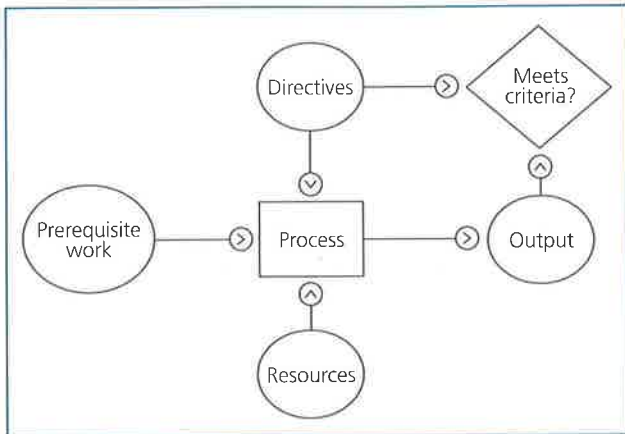 Directives
Meets
criteria?
Prerequisite
work
Process
Output
Resources